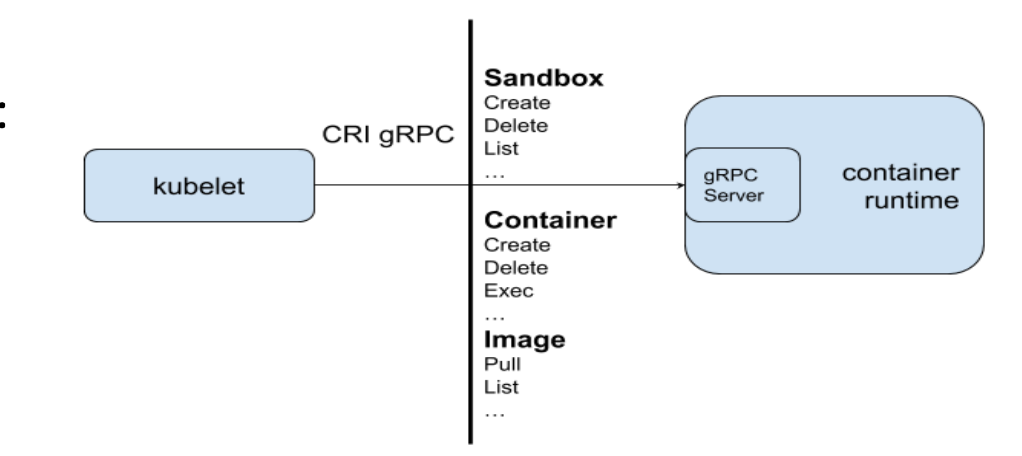 :
CRI gRPC
kubelet
Sandbox
Create
Delete
List
…
Container
Create
Delete
Exec
…
Image
Pull
List
…
gRPC
Server
container
runtime